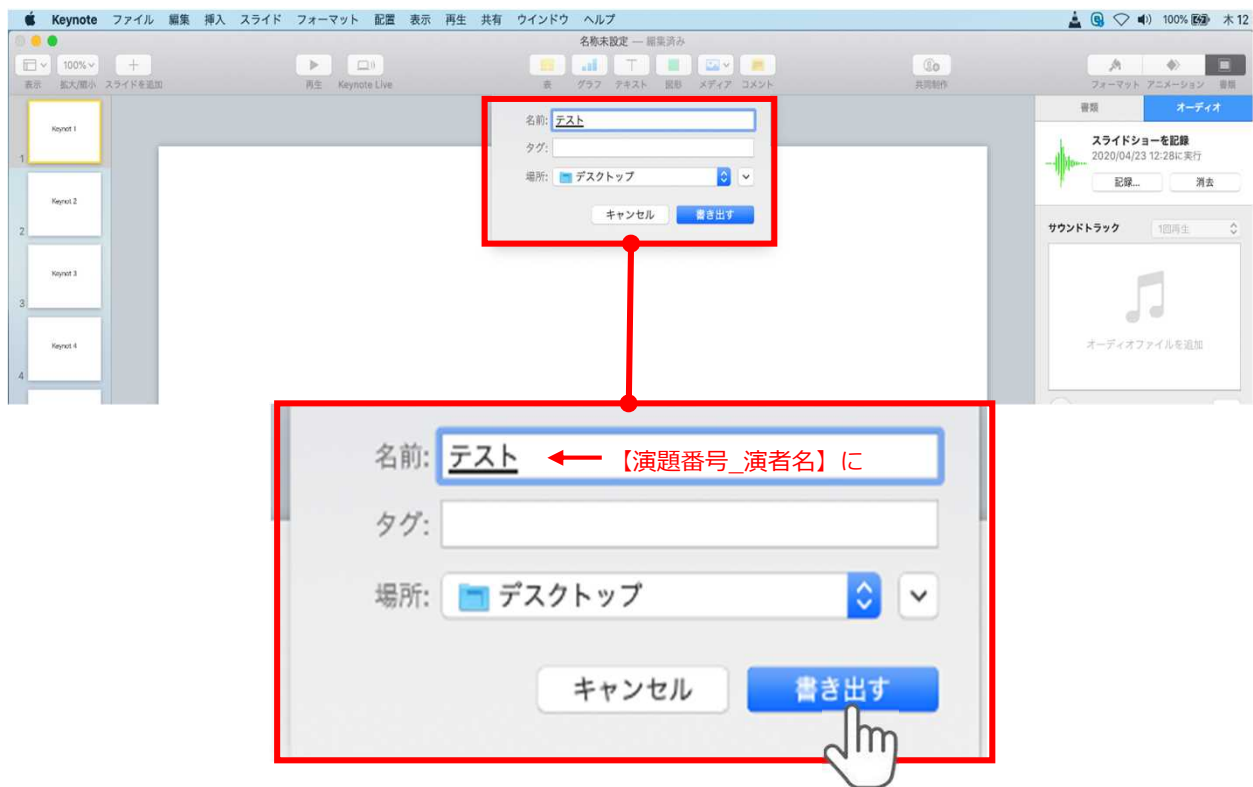 Keynote ファイル 編集 挿入 スライド フォーマット 配置 表示 再生 共有 ウインドウ ヘルプ 100% 木12
名称未設定 — 編集済み
100%
表示 拡大/縮小 スライドを追加 再生 Keynote Live 表 グラフ テキスト 図形 メディア コメント 共同制作 フォーマット アニメーション 書類
書類 オーディオ
Keynot 1
1
Keynot 2
2
Keynot 3
3
Keynot 4
4
名前: テスト
タグ:
場所: デスクトップ
キャンセル 書き出す
スライドショーを記録
2020/04/23 12:28に実行
記録... 消去
サウンドトラック 1回再生
オーディオファイルを追加
名前: テスト 【演題番号_演者名】に
タグ:
場所: デスクトップ
キャンセル 書き出す